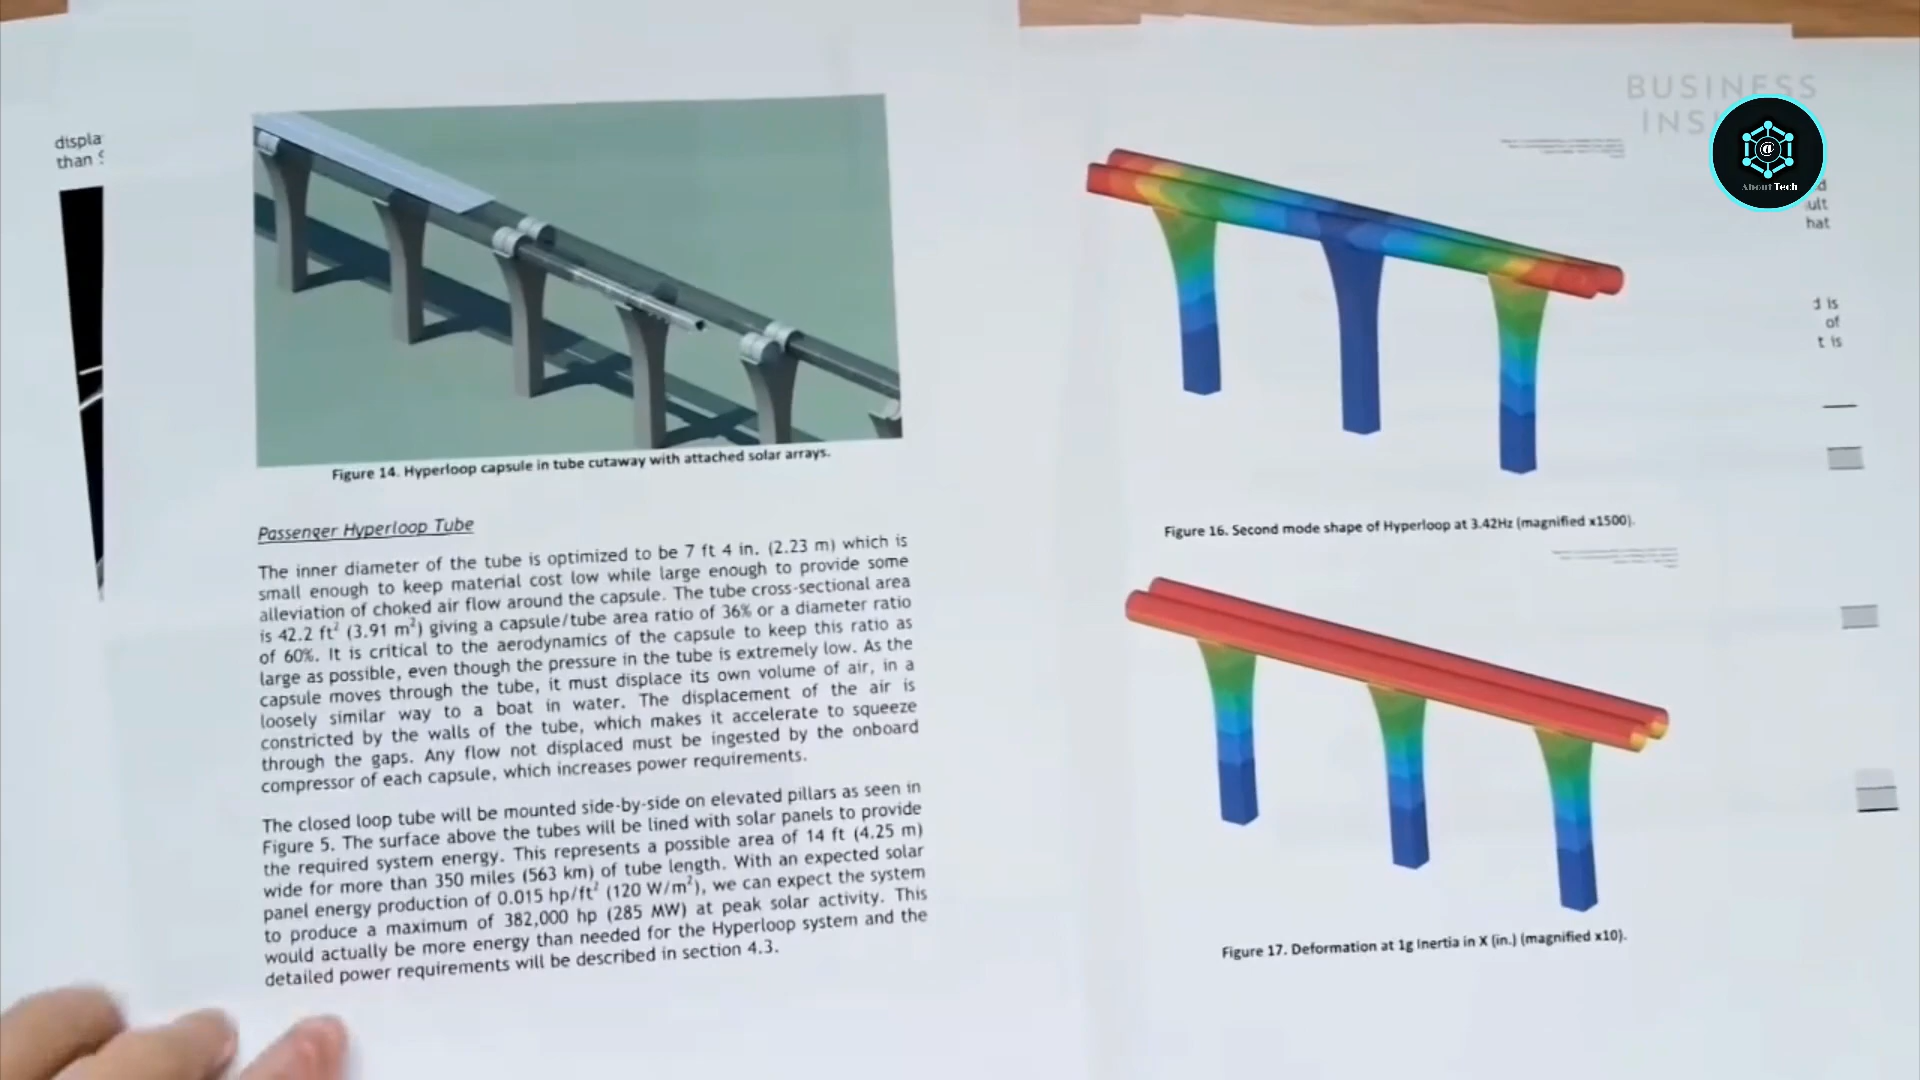 displa
than
Figure 14. Hyperloop capsule in tube cutaway with attached solar arrays.
Passenger Hyperloop Tube
The inner diameter of the tube is optimized to be 7 ft 4 in. (2.23 m) which is
small enough to keep material cost low while large enough to provide some
alleviation of choked air flow around the capsule. The tube cross-sectional area
is 42.2 ft² (3.91 m²) giving a capsule/tube area ratio of 36% or a diameter ratio
of 60%. It is critical to the aerodynamics of the capsule to keep this ratio as
large as possible, even though the pressure in the tube is extremely low. As the
capsule moves through the tube, it must displace its own volume of air, in a
loosely similar way to a boat in water. The displacement of the air is
constricted by the walls of the tube, which makes it accelerate to squeeze
through the gaps. Any flow not displaced must be ingested by the onboard
compressor of each capsule, which increases power requirements.
The closed loop tube will be mounted side-by-side on elevated pillars as seen in
Figure 5. The surface above the tubes will be lined with solar panels to provide
the required system energy. This represents a possible area of 14 ft (4.25 m)
wide for more than 350 miles (563 km) of tube length. With an expected solar
panel energy production of 0.015 hp/ft² (120 W/m²), we can expect the system
to produce a maximum of 382,000 hp (285 MW) at peak solar activity. This
would actually be more energy than needed for the Hyperloop system and the
detailed power requirements will be described in section 4.3.
BUSINESS
INS
@
About Tech
d
ult
hat
d is
of
t is
Figure 16. Second mode shape of Hyperloop at 3.42Hz (magnified x1500).
Figure 17. Deformation at 1g Inertia in X (in.) (magnified x10).